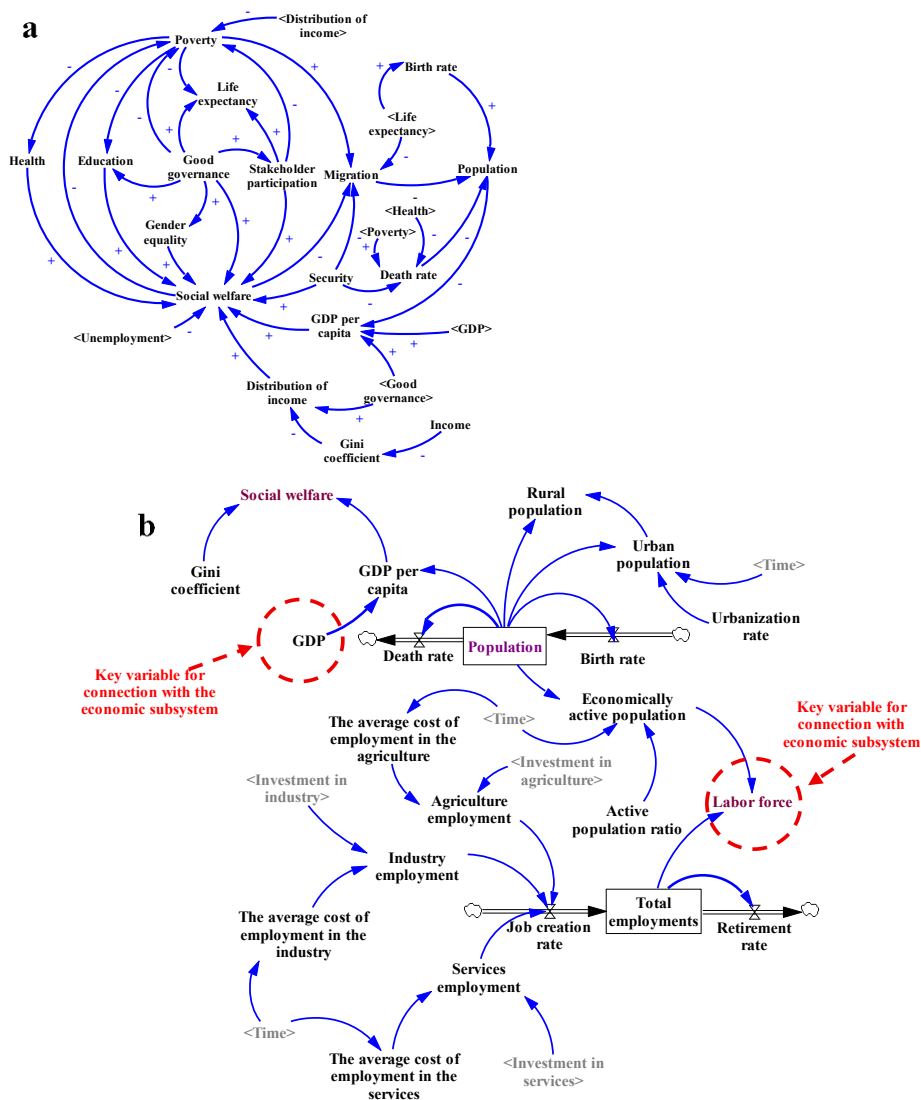 a
<Distribution of
income>
Poverty
Birth rate
Life
expectancy
<Life
expectancy>
Health
Education
Good
governance
Stakeholder
participation
Migration
Population
<Health>
<Poverty>
Gender
equality
Security
Death rate
Social welfare
<Unemployment>
GDP per
capita
<GDP>
Distribution of
income
<Good
governance>
Income
Gini
coefficient
b
Social welfare
Rural
population
Urban
population
<Time>
Gini
coefficient
GDP per
capita
Urbanization
rate
GDP
Death rate
Population
Birth rate
Key variable for
connection with the
economic subsystem
Economically
active population
Key variable for
connection with
economic subsystem
The average cost of
employment in the
agriculture
<Time>
<Investment in
industry>
<Investment in
agriculture>
Agriculture
employment
Active
population ratio
Labor force
Industry
employment
Total
employments
The average cost of
employment in the
industry
Job creation
rate
Retirement
rate
Services
employment
<Time>
The average cost of
employment in the
services
<Investment in
services>